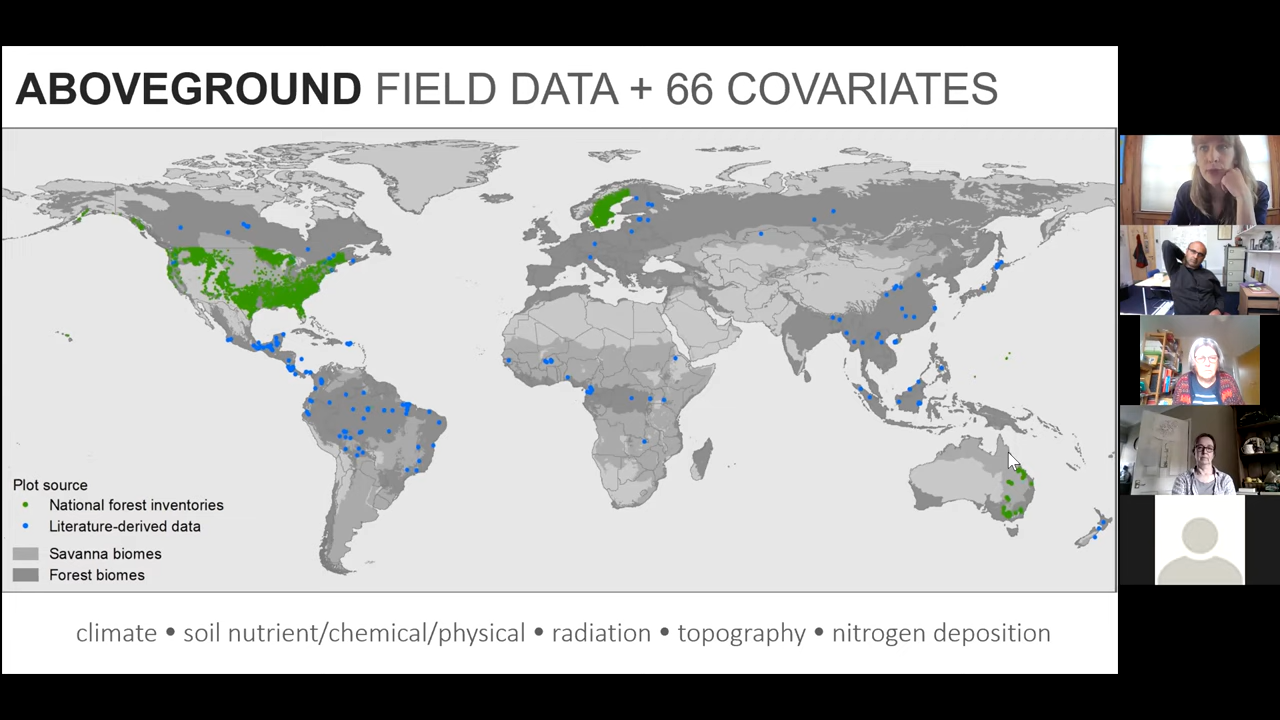 ABOVEGROUND FIELD DATA + 66 COVARIATES
Plot source
National forest inventories
Literature-derived data
Savanna biomes
Forest biomes
climate • soil nutrient/chemical/physical • radiation • topography • nitrogen deposition